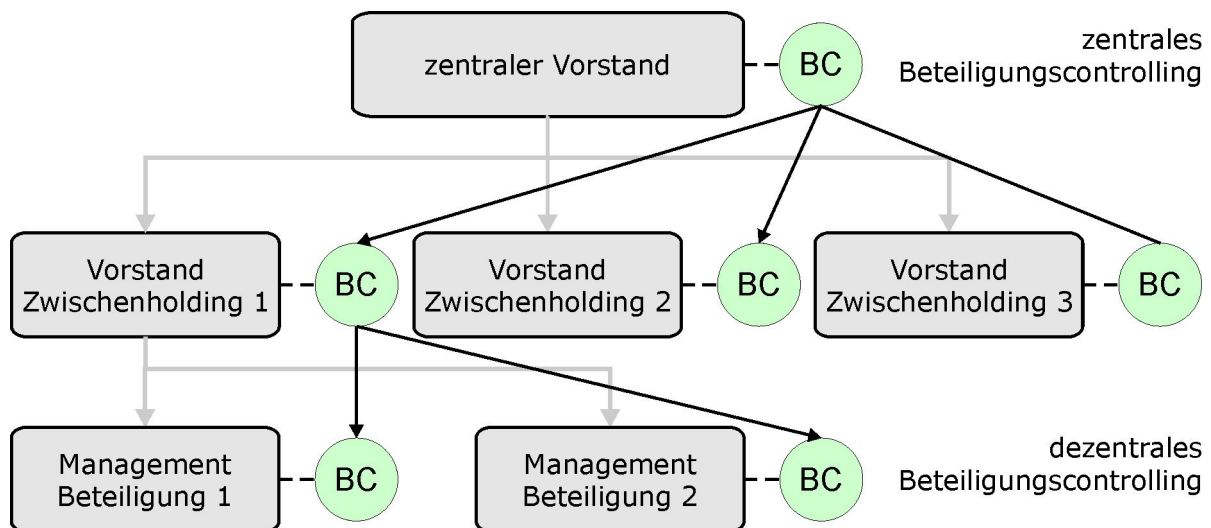 zentraler Vorstand
BC
zentrales
Beteiligungscontrolling
Vorstand
Zwischenholding 1
BC
Vorstand
Zwischenholding 2
BC
Vorstand
Zwischenholding 3
BC
Management
Beteiligung 1
BC
Management
Beteiligung 2
BC
dezentrales
Beteiligungscontrolling